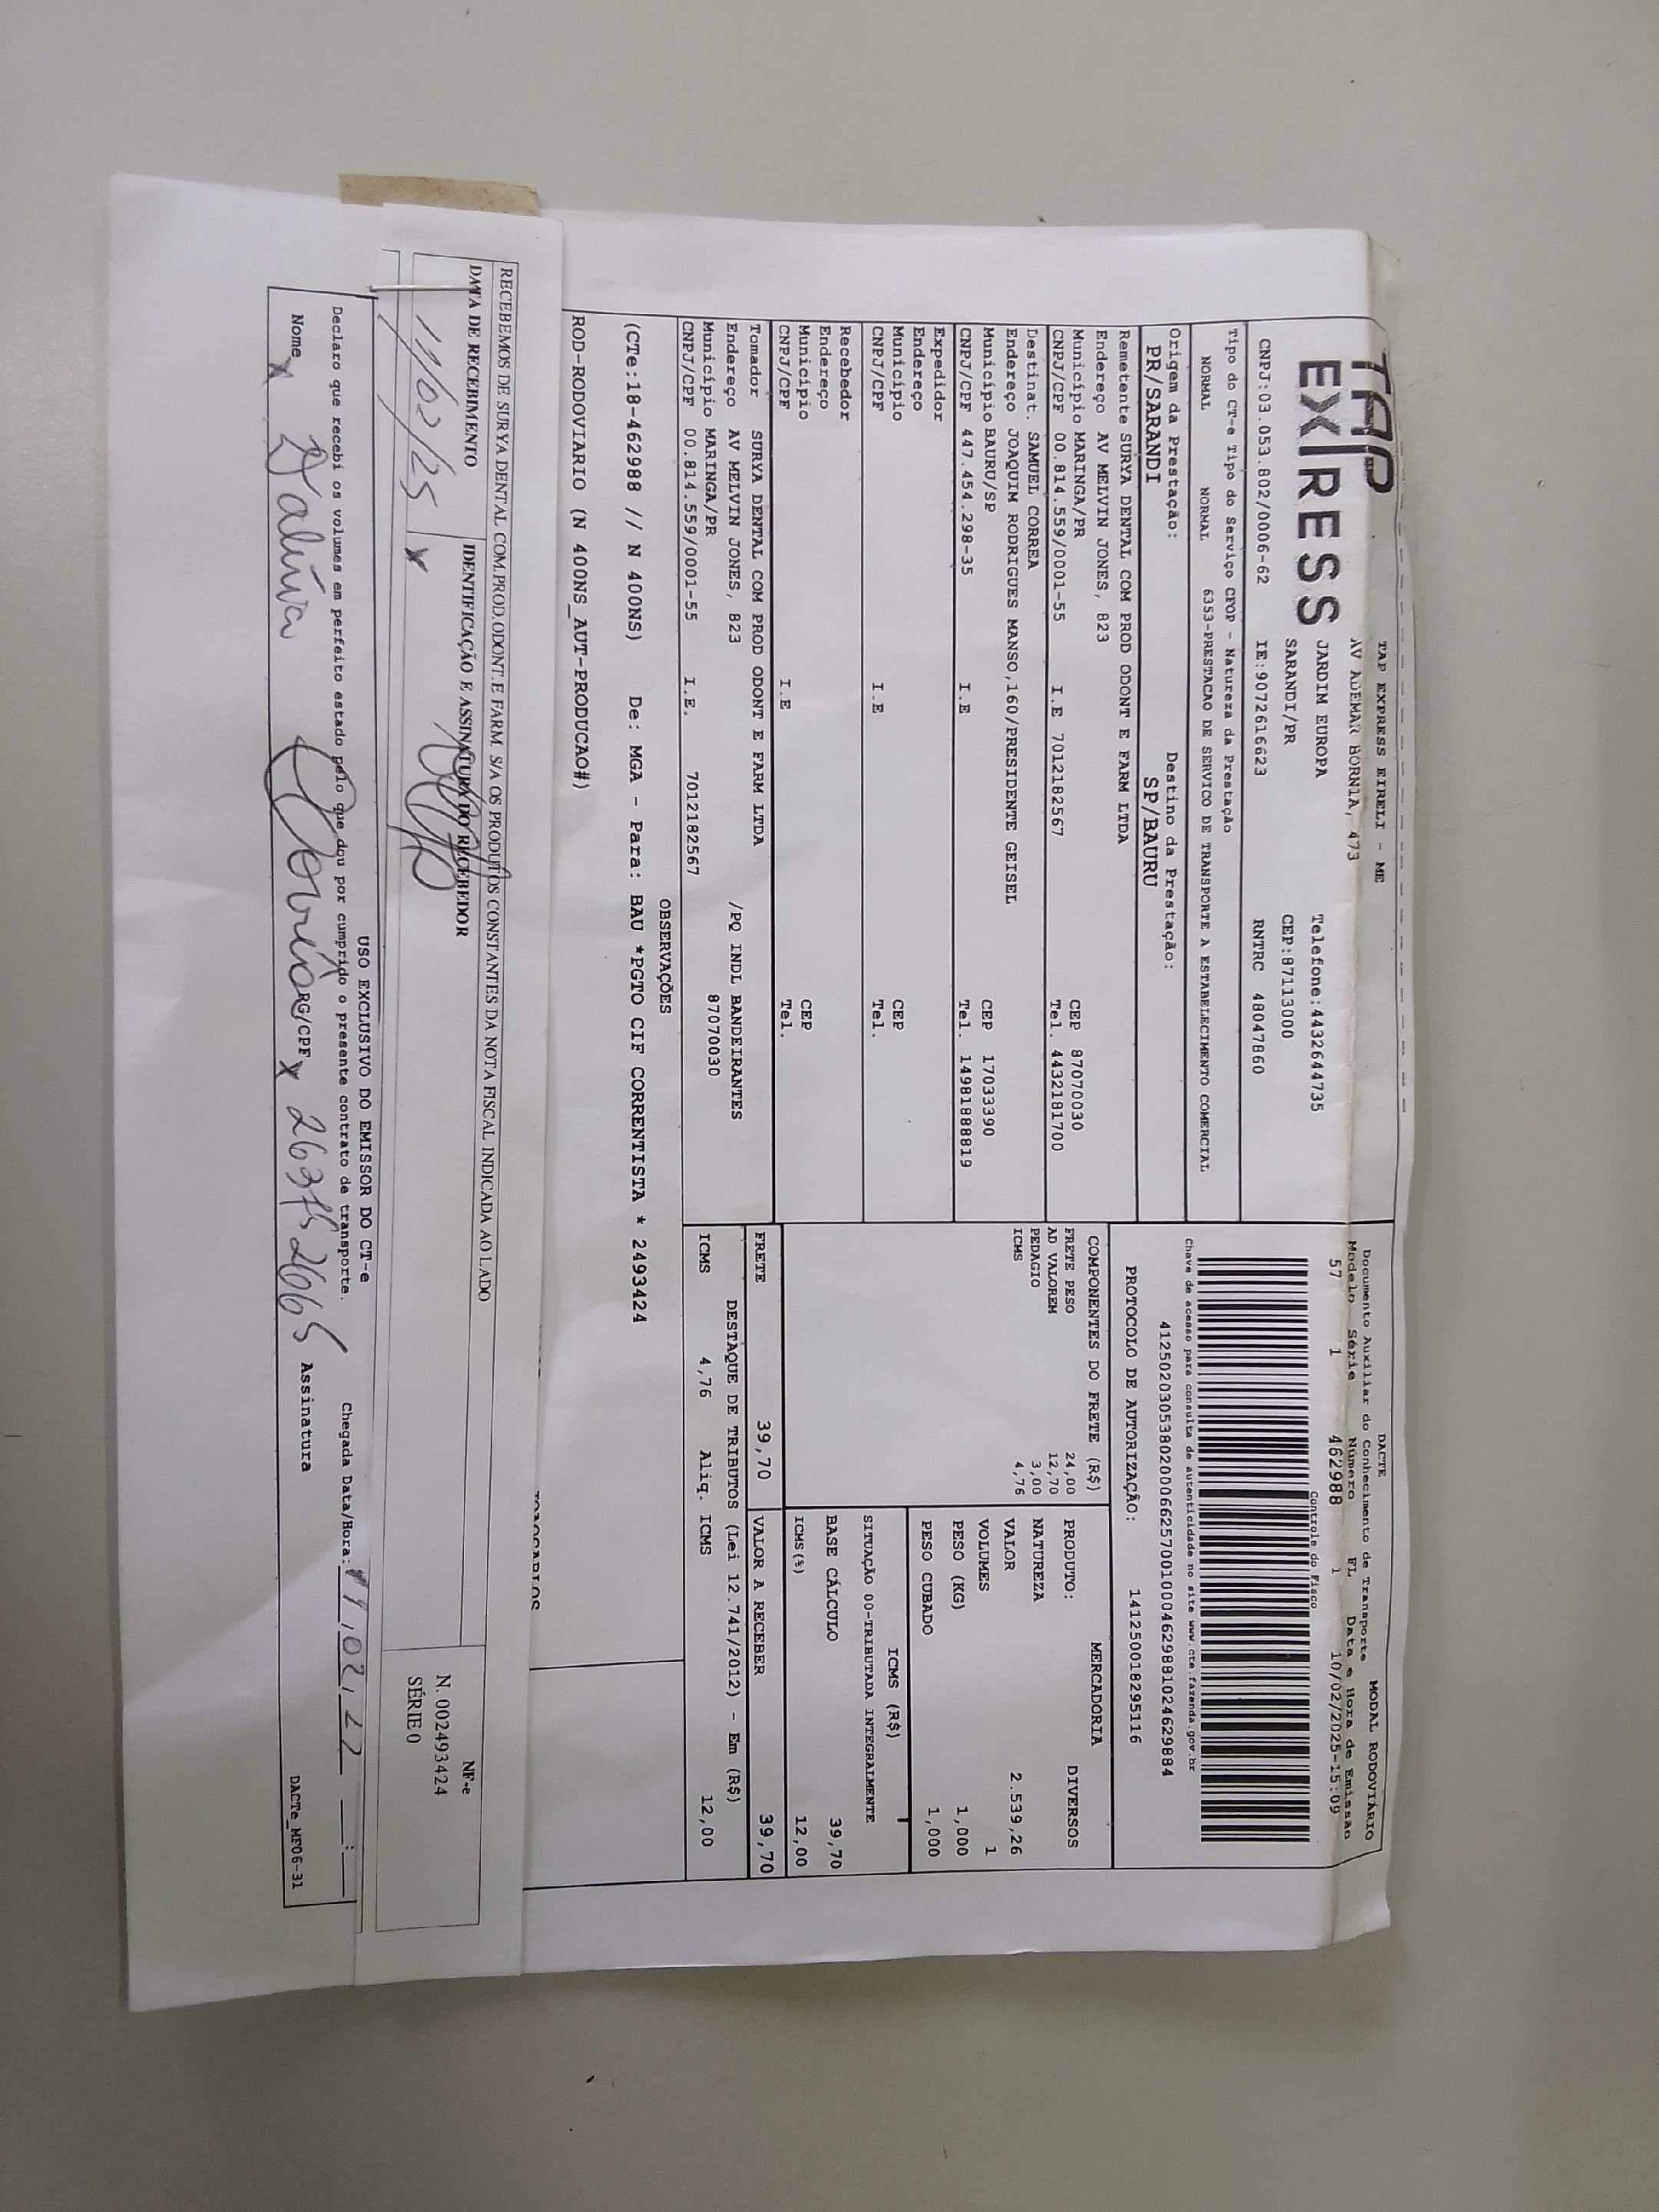 TAP
EXPRESS
TAP EXPRESS EIRELI - ME
AV ADEMAR BORNIA, 473
JARDIM EUROPA Telefone:4432644735
SARANDI/PR CEP:87113000
CNPJ:03.053.802/0006-62 IE:9072616623 RNTRC 48047860
Tipo do CT-e Tipo do Serviço CFOP - Natureza da Prestação
NORMAL NORMAL 6353-PRESTACAO DE SERVICO DE TRANSPORTE A ESTABELECIMENTO COMERCIAL
Origem da Prestação: Destino da Prestação:
PR/SARANDI SP/BAURU
DACTE MODAL RODOVIÁRIO
Documento Auxiliar do Conhecimento de Transporte
Modelo Série Número FL Data e Hora de Emissão
57 1 462988 1 10/02/2025-15:09
Controle do Fisco
Chave de acesso para consulta de autenticidade no site www.cte.fazenda.gov.br
41250203053802000662570010004629881024629884
PROTOCOLO DE AUTORIZAÇÃO: 141250018295116
Remetente SURYA DENTAL COM PROD ODONT E FARM LTDA
Endereço AV MELVIN JONES, 823
Município MARINGA/PR CEP 87070030
CNPJ/CPF 00.814.559/0001-55 I.E 7012182567 Tel. 4432181700
Destinat. SAMUEL CORREA
Endereço JOAQUIM RODRIGUES MANSO,160/PRESIDENTE GEISEL
Município BAURU/SP CEP 17033390
CNPJ/CPF 447.454.298-35 I.E Tel. 14981888819
Expedidor
Endereço
Município CEP
CNPJ/CPF I.E Tel.
Recebedor
Endereço
Município CEP
CNPJ/CPF I.E Tel.
Tomador SURYA DENTAL COM PROD ODONT E FARM LTDA
Endereço AV MELVIN JONES, 823 /PQ INDL BANDEIRANTES
Município MARINGA/PR 87070030
CNPJ/CPF 00.814.559/0001-55 I.E. 7012182567
COMPONENTES DO FRETE (R$)
FRETE PESO 24,00
AD VALOREM 12,70
PEDAGIO 3,00
ICMS 4,76
MERCADORIA
PRODUTO: DIVERSOS
NATUREZA
VALOR 2.539,26
VOLUMES 1
PESO (KG) 1,000
PESO CUBADO 1,000
ICMS (R$)
SITUAÇÃO 00-TRIBUTADA INTEGRALMENTE
BASE CÁLCULO 39,70
ICMS(%) 12,00
FRETE 39,70 VALOR A RECEBER 39,70
DESTAQUE DE TRIBUTOS (Lei 12.741/2012) - Em (R$)
ICMS 4,76 Aliq. ICMS 12,00
OBSERVAÇÕES
(CTe:18-462988 // N 400NS) De: MGA - Para: BAU *PGTO CIF CORRENTISTA * 2493424
ROD-RODOVIARIO (N 400NS_AUT-PRODUCAO#)
RECEBEMOS DE SURYA DENTAL COM.PROD.ODONT.E FARM. S/A OS PRODUTOS CONSTANTES DA NOTA FISCAL INDICADA AO LADO
DATA DE RECEBIMENTO IDENTIFICAÇÃO E ASSINATURA DO RECEBEDOR
11/02/25 x
NF-e
N. 002493424
SÉRIE 0
USO EXCLUSIVO DO EMISSOR DO CT-e
Declaro que recebi os volumes em perfeito estado pelo que dou por cumprido o presente contrato de transporte. Chegada Data/Hora: 11/02/ __:__
Nome x Daliva RG/CPF x Assinatura
DACTe_MF06-31